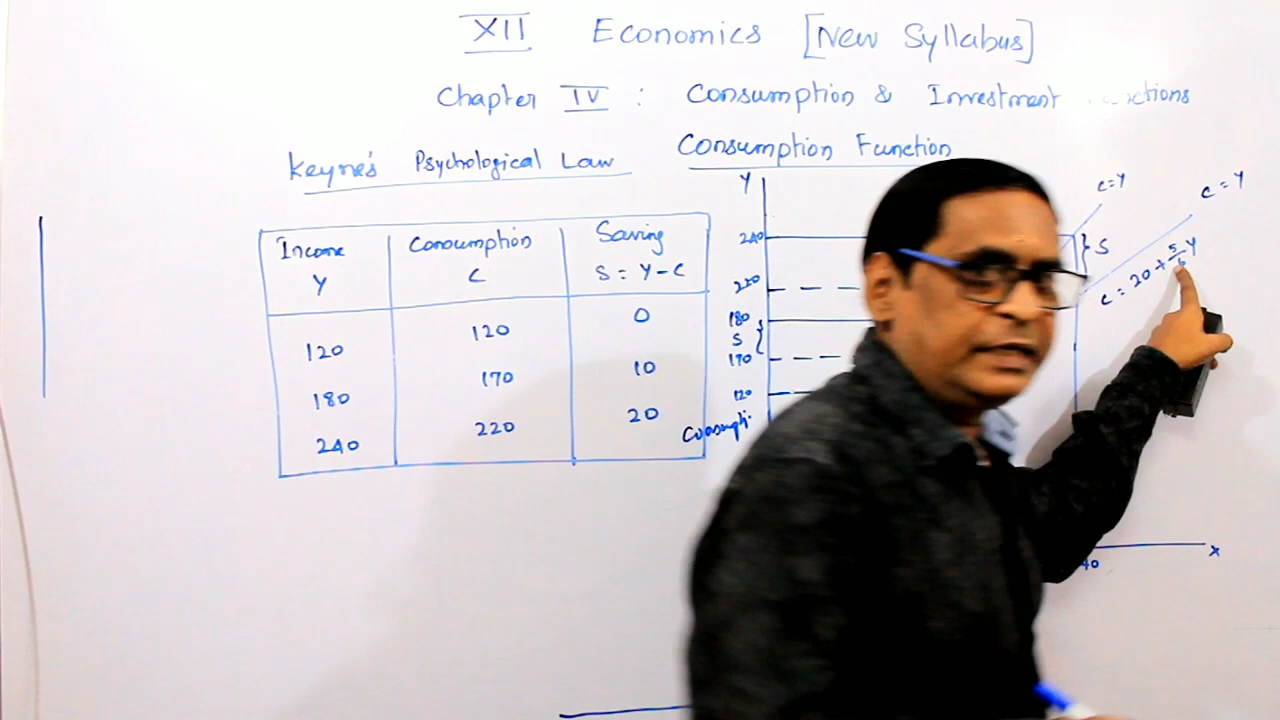 XII Economics [New Syllabus]
Chapter IV : Consumption & Investment
Keyne's Psychological Law
Consumption Function
Income Consumption Saving
Y C S = Y - C
120 120 0
180 170 10
240 220 20
Y
240
220
180
S
170
120
C=Y
C = Y
S
C = 20 + 5/6 Y
X